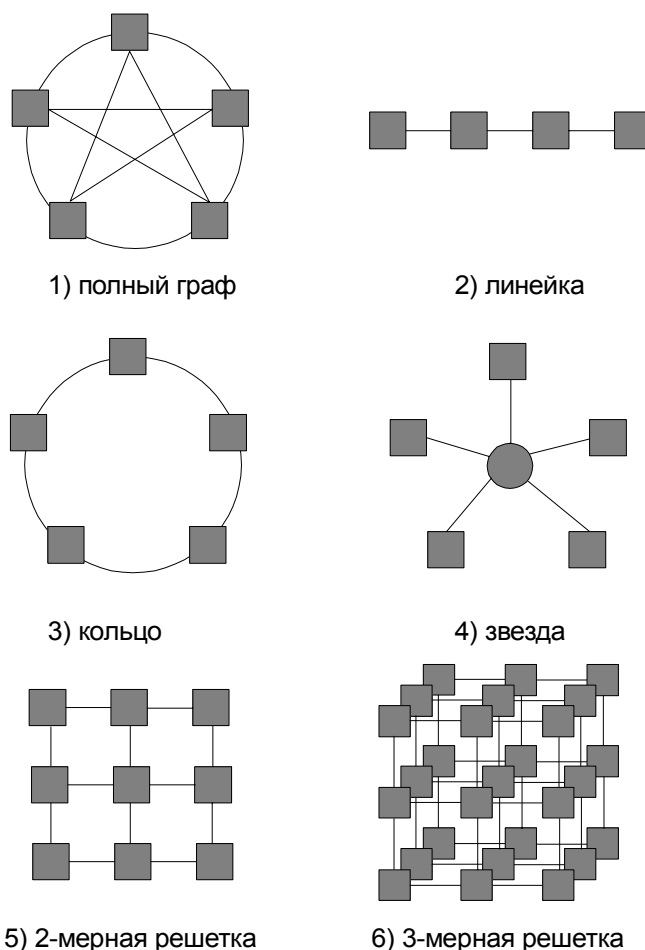 1) полный граф
2) линейка
3) кольцо
4) звезда
5) 2-мерная решетка
6) 3-мерная решетка